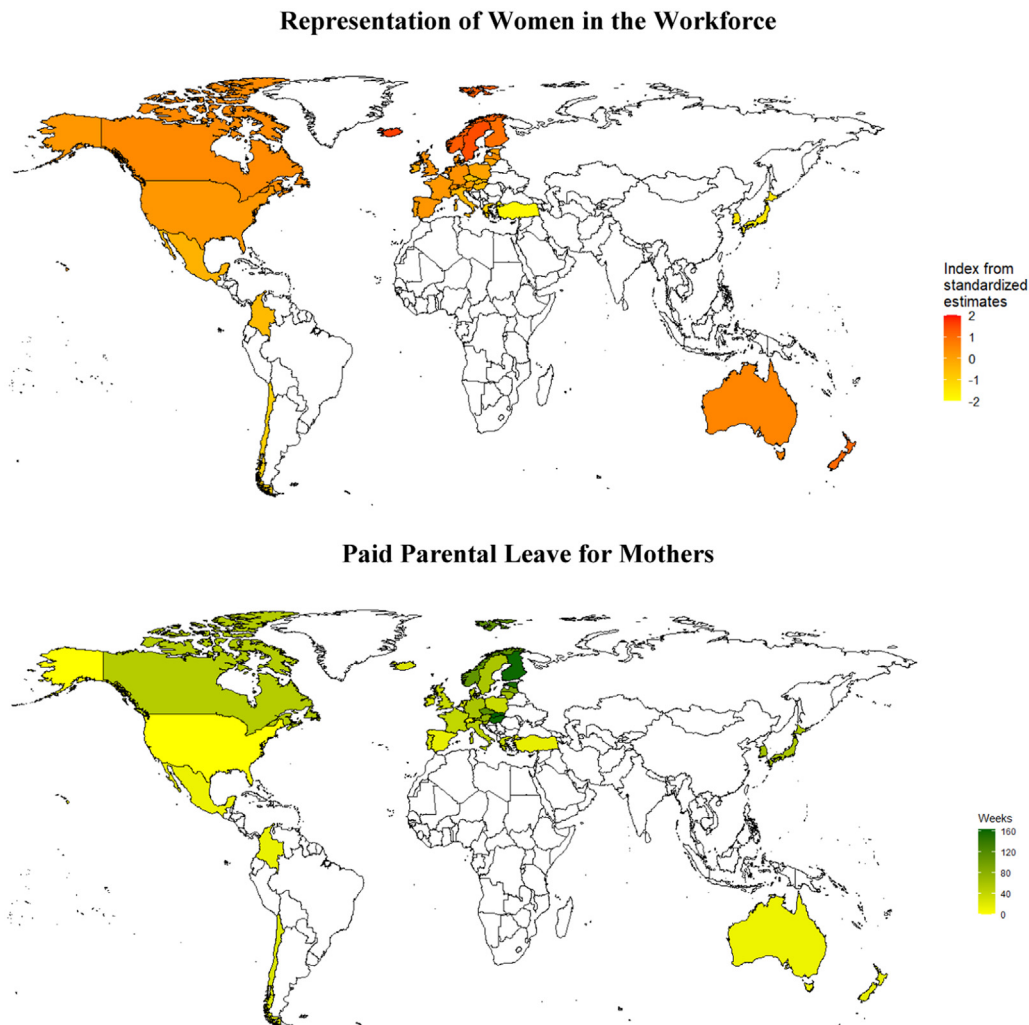 Representation of Women in the Workforce
Index from
standardized
estimates
2
1
0
-1
-2
Paid Parental Leave for Mothers
Weeks
160
120
80
40
0